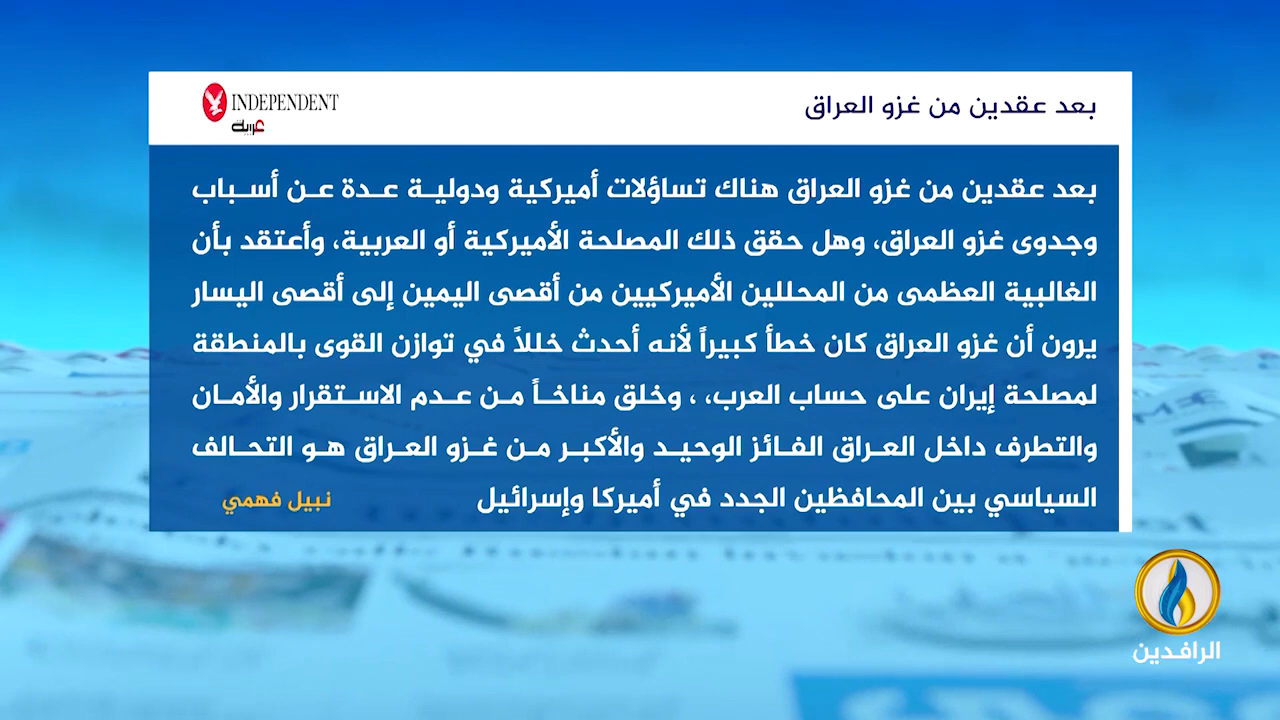 بعد عقدين من غزو العراق
INDEPENDENT
عربية
بعد عقدين من غزو العراق هناك تساؤلات أميركية ودولية عدة عن أسباب
وجدوى غزو العراق، وهل حقق ذلك المصلحة الأميركية أو العربية، وأعتقد بأن
الغالبية العظمى من المحللين الأميركيين من أقصى اليمين إلى أقصى اليسار
يرون أن غزو العراق كان خطأ كبيراً لأنه أحدث خللاً في توازن القوى بالمنطقة
لمصلحة إيران على حساب العرب، ، وخلق مناخاً من عدم الاستقرار والأمان
والتطرف داخل العراق الفائز الوحيد والأكبر من غزو العراق هو التحالف
السياسي بين المحافظين الجدد في أميركا وإسرائيل
نبيل فهمي
الرافدين